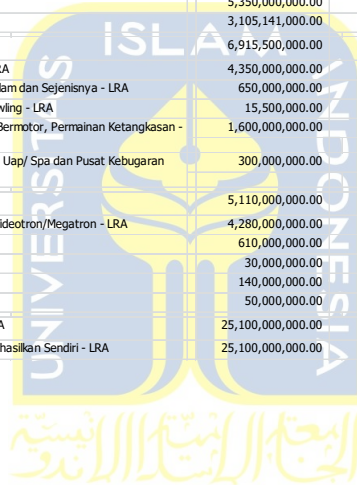 5,350,000,000.00
3,105,141,000.00
ISLAM
6,915,500,000.00
RA 4,350,000,000.00
lam dan Sejenisnya - LRA 650,000,000.00
wling - LRA 15,500,000.00
Bermotor, Permainan Ketangkasan - 1,600,000,000.00
Uap/ Spa dan Pusat Kebugaran 300,000,000.00
5,110,000,000.00
ideotron/Megatron - LRA 4,280,000,000.00
610,000,000.00
30,000,000.00
140,000,000.00
50,000,000.00
A 25,100,000,000.00
hasilkan Sendiri - LRA 25,100,000,000.00
UNIVERSITAS
INDONESIA